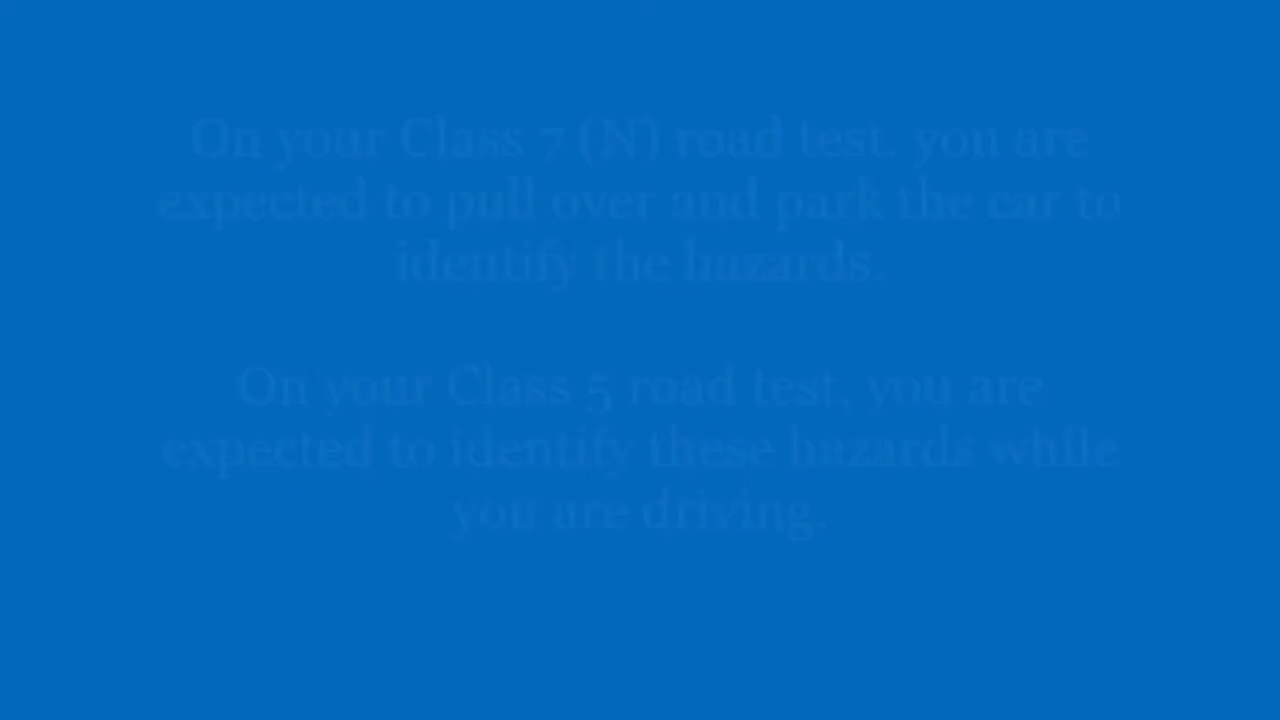 On your Class 7 (N) road test, you are
expected to pull over and park the car to
identify the hazards.
On your Class 5 road test, you are
expected to identify these hazards while
you are driving.